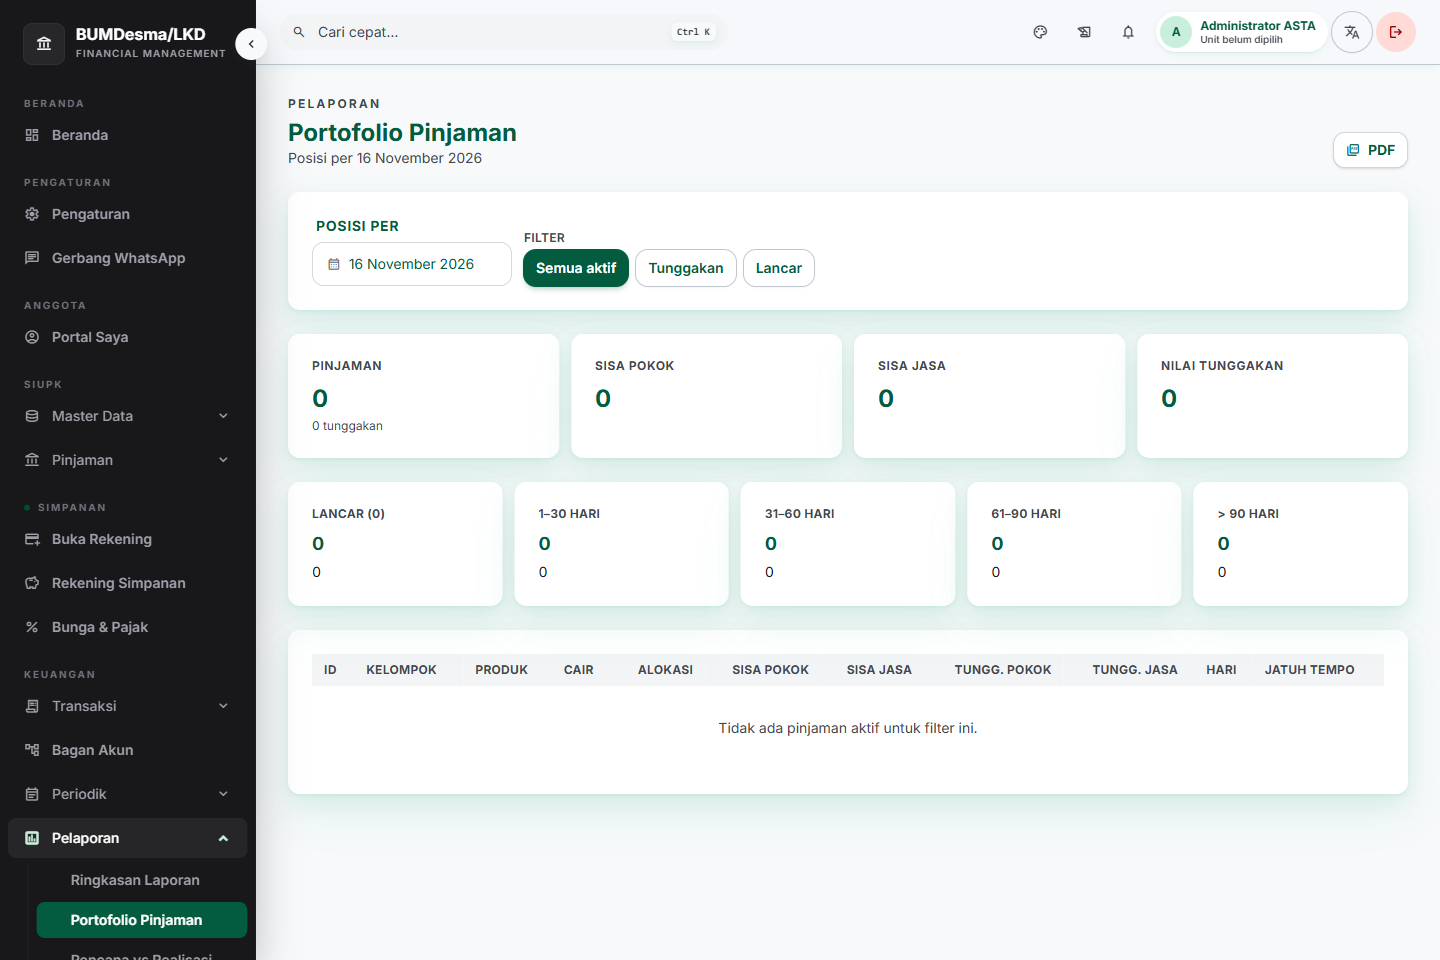 BUMDesma/LKD
FINANCIAL MANAGEMENT
BERANDA
Beranda
PENGATURAN
Pengaturan
Gerbang WhatsApp
ANGGOTA
Portal Saya
SIUPK
Master Data
Pinjaman
SIMPANAN
Buka Rekening
Rekening Simpanan
Bunga & Pajak
KEUANGAN
Transaksi
Bagan Akun
Periodik
Pelaporan
Ringkasan Laporan
Portofolio Pinjaman
Rencana vs Realisasi
Cari cepat... Ctrl K
A
Administrator ASTA
Unit belum dipilih
PELAPORAN
Portofolio Pinjaman
Posisi per 16 November 2026
PDF
POSISI PER
16 November 2026
FILTER
Semua aktif Tunggakan Lancar
PINJAMAN
0
0 tunggakan
SISA POKOK
0
SISA JASA
0
NILAI TUNGGAKAN
0
LANCAR (0)
0
0
1–30 HARI
0
0
31–60 HARI
0
0
61–90 HARI
0
0
> 90 HARI
0
0
ID KELOMPOK PRODUK CAIR ALOKASI SISA POKOK SISA JASA TUNGG. POKOK TUNGG. JASA HARI JATUH TEMPO
Tidak ada pinjaman aktif untuk filter ini.